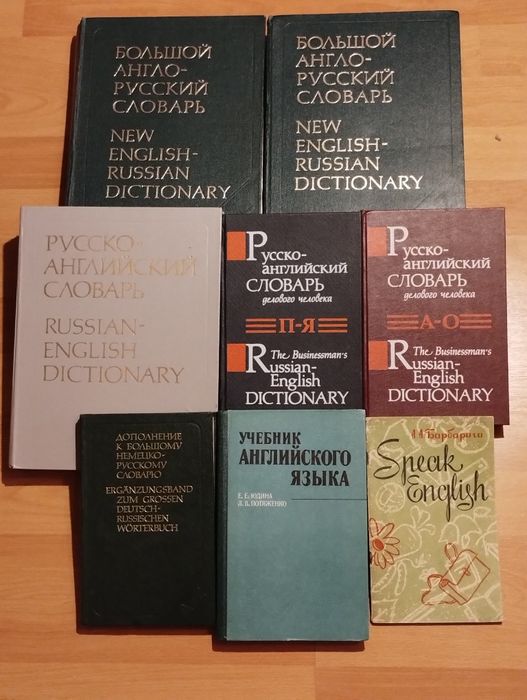 БОЛЬШОЙ
АНГЛО-
РУССКИЙ
СЛОВАРЬ
NEW
ENGLISH-
RUSSIAN
DICTIONARY
БОЛЬШОЙ
АНГЛО-
РУССКИЙ
СЛОВАРЬ
NEW
ENGLISH-
RUSSIAN
DICTIONARY
РУССКО-
АНГЛИЙСКИЙ
СЛОВАРЬ
RUSSIAN-
ENGLISH
DICTIONARY
Русско-
английский
СЛОВАРЬ
делового человека
П-Я
The Businessman's
Russian-
English
DICTIONARY
Русско-
английский
СЛОВАРЬ
делового человека
А-О
The Businessman's
Russian-
English
DICTIONARY
ДОПОЛНЕНИЕ
К БОЛЬШОМУ
НЕМЕЦКО-
РУССКОМУ
СЛОВАРЮ
ERGÄNZUNGSBAND
ZUM GROSSEN
DEUTSCH-
RUSSISCHEN
WÖRTERBUCH
УЧЕБНИК
АНГЛИЙСКОГО
ЯЗЫКА
Е. Е. ЮДИНА
Л. В. ПОТЯЖЕНКО
И. Барбариги
Speak
English